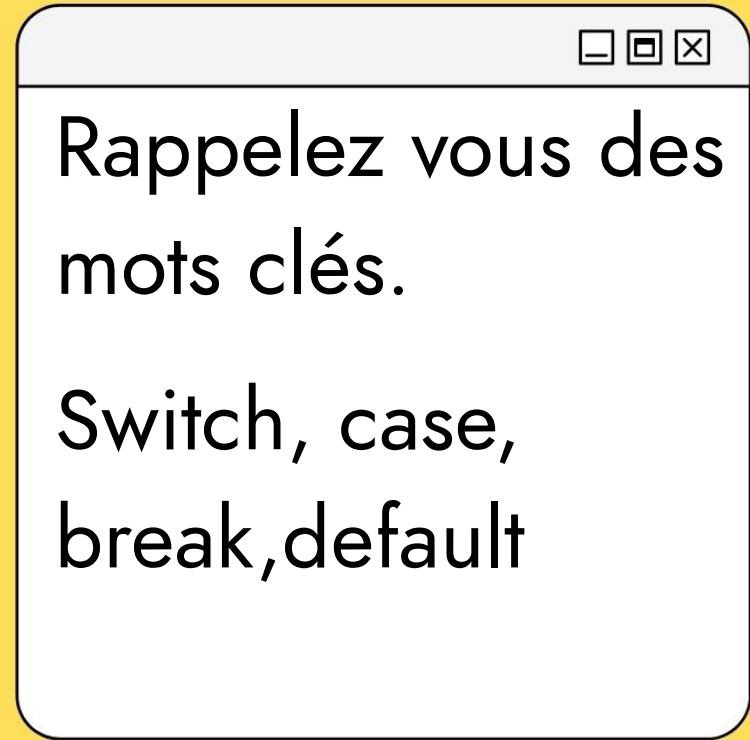 Rappelez vous des
mots clés.
Switch, case,
break,default